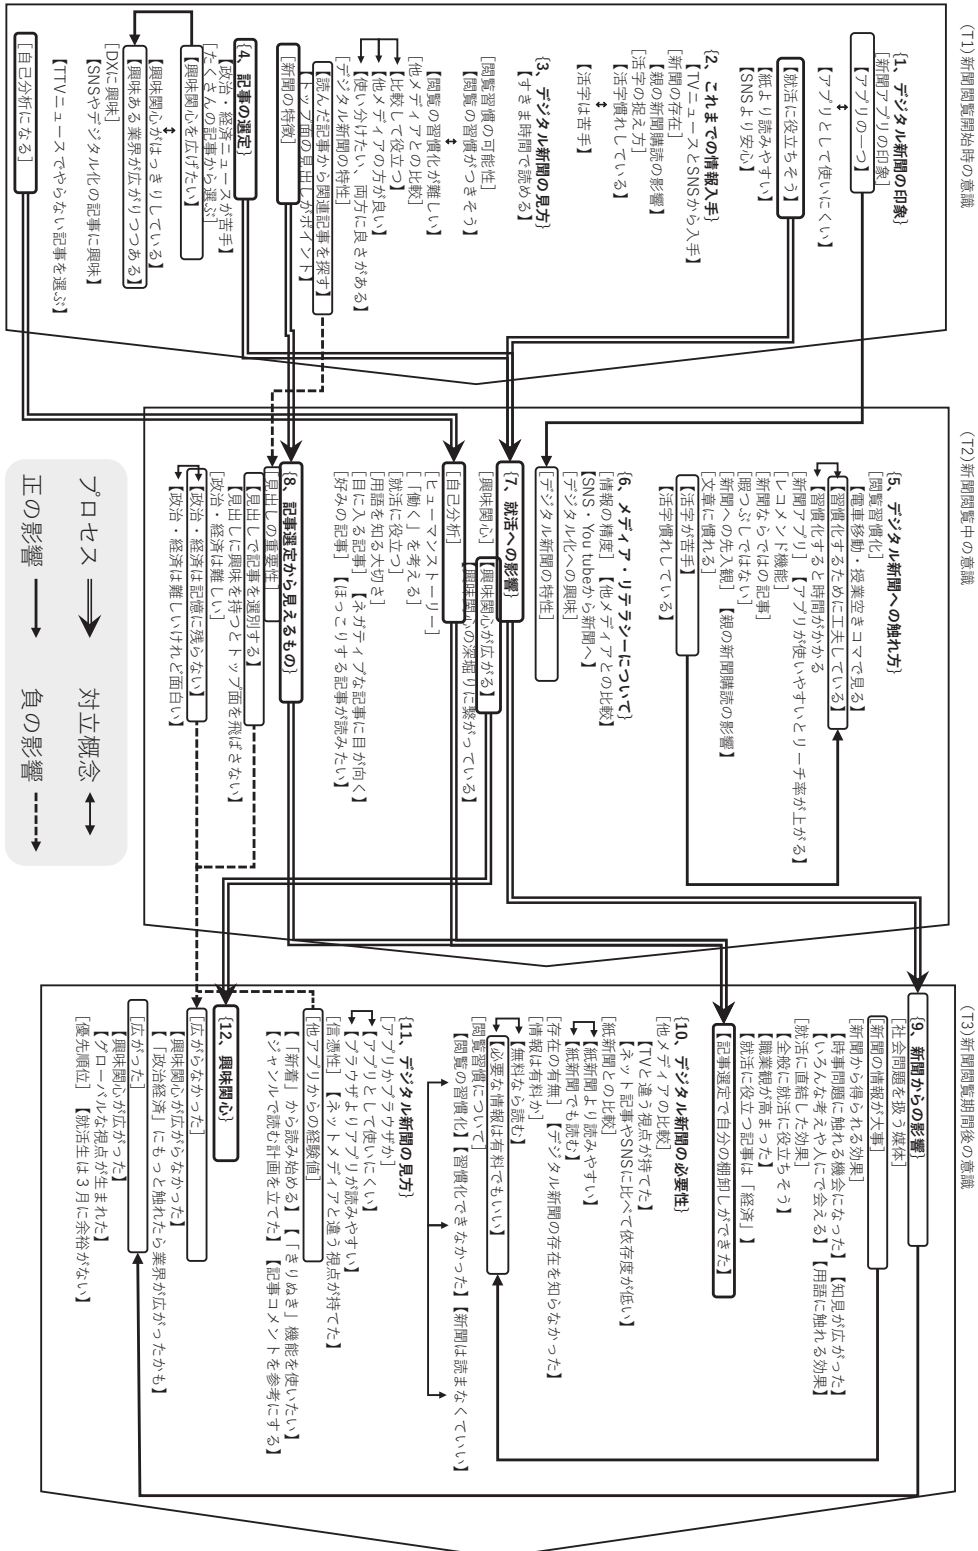 (T1)新聞閲覧開始時の意識
{1、デジタル新聞の印象}
[新聞アプリの印象]
【アプリの一つ】
↔
【アプリとして使いにくい】
【就活に役立ちそう】
【紙より読みやすい】
【SNSより安心】
{2、これまでの情報入手}
【TVニュースとSNSから入手】
[新聞の存在]
【親の新聞購読の影響】
[活字の捉え方]
【活字慣れしている】
↔
【活字は苦手】
{3、デジタル新聞の見方}
【すきま時間で読める】
[閲覧習慣の可能性]
【閲覧の習慣がつきそう】
↔
【閲覧の習慣化が難しい】
[他メディアとの比較]
【比較して役立つ】
【他メディアの方が良い】
【使い分けたい、両方に良さがある】
[デジタル新聞の特性]
【読んだ記事から関連記事を探す】
【トップ面の見出しがポイント】
[新聞の特徴]
{4、記事の選定}
【政治・経済ニュースが苦手】
[たくさんの記事から選ぶ]
【興味関心を広げたい】
↔
【興味関心がはっきりしている】
【興味ある業界が広がりつつある】
[DXに興味]
【SNSやデジタル化の記事に興味】
【TTVニュースでやらない記事を選ぶ】
[自己分析になる]
(T2)新聞閲覧中の意識
{5、デジタル新聞への触れ方}
[閲覧習慣化]
【電車移動・授業空きコマで見る】
【習慣化するために工夫している】
【習慣化すると時間がかかる
[新聞アプリ] 【アプリが使いやすいとリーチ率が上がる】
[レコメンド機能]
[新聞ならではの記事]
[暇つぶしではない]
[新聞への先入観] 【親の新聞購読の影響】
[文章に慣れる]
【活字が苦手】
【活字慣れしている】
{6、メディア・リテラシーについて}
[情報の精度] 【他メディアとの比較】
【SNS・You tubeから新聞へ】
[デジタル化への興味]
[デジタル新聞の特性]
{7、就活への影響}
[興味関心] 【興味関心が広がる】
【興味関心の深掘りに繋がっている】
[自己分析]
[ヒューマンストーリー]
[「働く」を考える]
[就活に役立つ]
[用語を知る大切さ]
[目に入る記事] 【ネガティブな記事に目が向く】
[好みの記事] 【ほっこりする記事が読みたい】
{8、記事選定から見えるもの}
[見出しの重要性]
【見出しで記事を選別する】
【見出しに興味を持つとトップ面を飛ばさない】
[政治・経済は難しい]
【政治・経済は記憶に残らない】
【政治・経済は難しいけれど面白い】
(T3)新聞閲覧期間後の意識
{9、新聞からの影響}
[社会問題を扱う媒体]
【新聞の情報が大事】
[新聞から得られる効果]
【時事問題に触れる機会になった】【知見が広がった】
【いろんな考えや人にで会える】【用語に触れる効果】
[就活に直結した効果]
【全般に就活に役立ちそう】
【職業観が高まった】
【就活に役立つ記事は「経済」】
【記事選定で自分の棚卸しができた】
{10、デジタル新聞の必要性}
[他メディアの比較]
【TVと違う視点が持てた】
【ネット記事やSNSに比べて依存度が低い】
[紙新聞との比較]
【紙新聞より読みやすい】
【紙新聞でも読む】
[存在の有無] 【デジタル新聞の存在を知らなかった】
[情報は有料か]
【無料なら読む】
【必要な情報は有料でもいい】
[閲覧習慣について]
【閲覧の習慣化】【習慣化できなかった】【新聞は読まなくていい】
{11、デジタル新聞の見方}
[アプリかブラウザか]
【アプとして使いにくい】
【ブラウザよりアプリが読みやすい】
[信憑性] 【ネットメディアと違う視点が持てた】
[他アプリからの経験値]
【「新着」から読み始める】【「きりぬき」機能を使いたい】
【ジャンルで読む計画を立てた】【記事コメントを参考にする】
{12、興味関心}
[広がらなかった]
【興味関心が広がらなかった】
【「政治経済」にもっと触れたら業界が広がったかも】
[広がった]
【興味関心が広がった】
【グローバルな視点が生まれた】
[優先順位] 【就活生は3月に余裕がない】
プロセス
対立概念
正の影響
負の影響